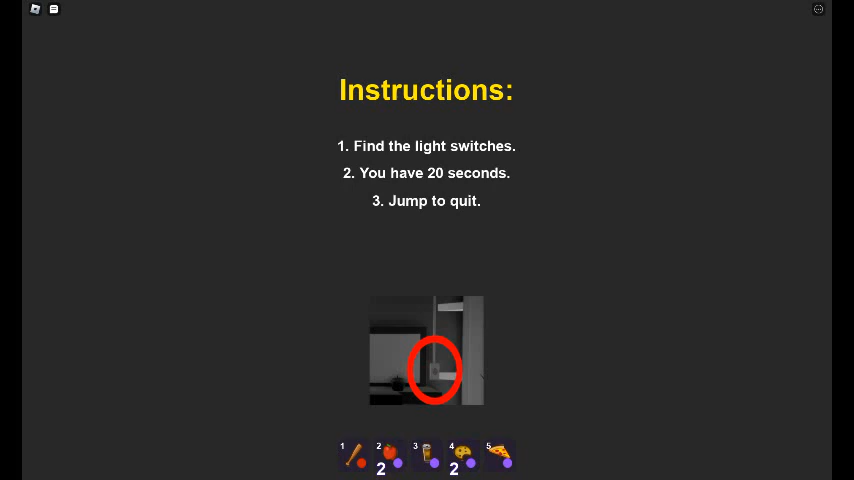 Instructions:
1. Find the light switches.
2. You have 20 seconds.
3. Jump to quit.
1 2 3 4 5
2 2